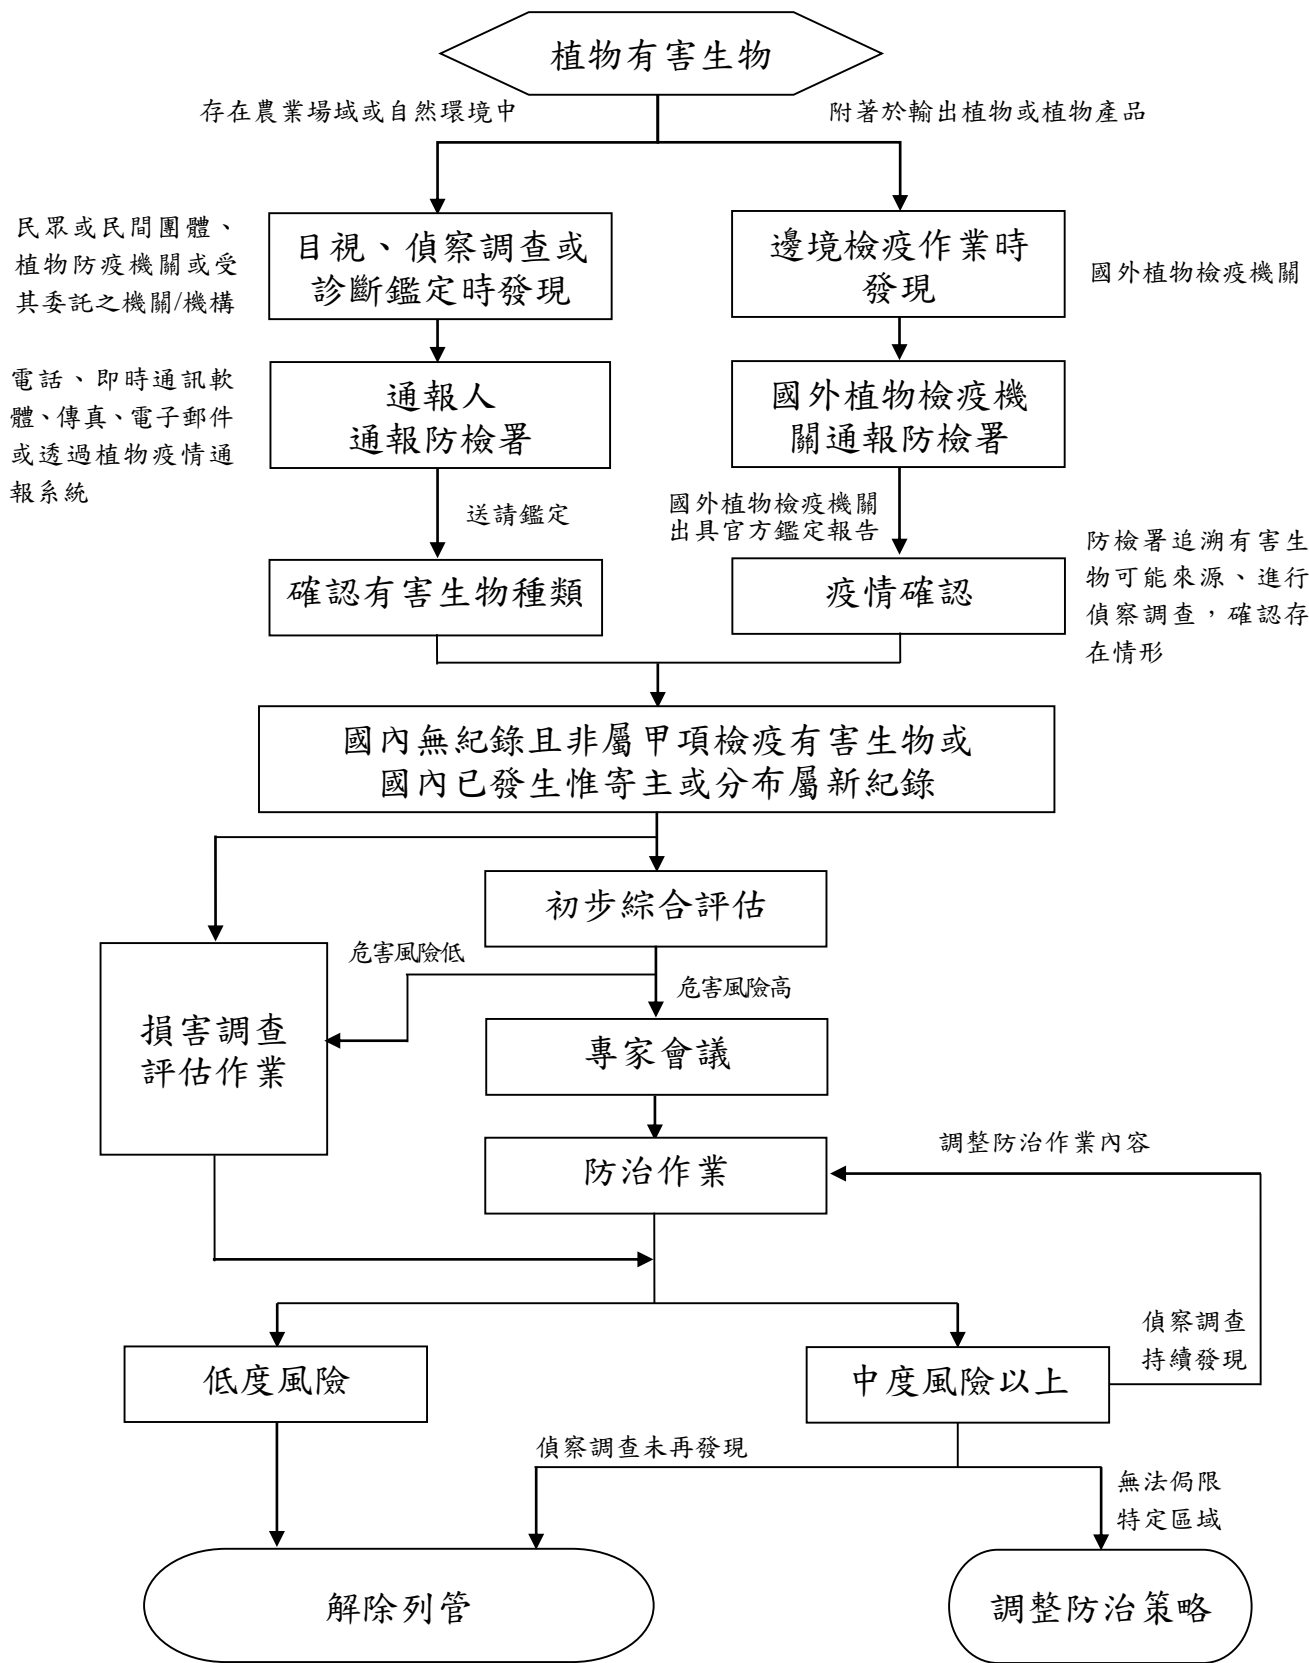 植物有害生物
存在農業場域或自然環境中
附著於輸出植物或植物產品
民眾或民間團體、
植物防疫機關或受
其委託之機關/機構
目視、偵察調查或
診斷鑑定時發現
邊境檢疫作業時
發現
國外植物檢疫機關
電話、即時通訊軟
體、傳真、電子郵件
或透過植物疫情通
報系統
通報人
通報防檢署
國外植物檢疫機
關通報防檢署
送請鑑定
國外植物檢疫機關
出具官方鑑定報告
確認有害生物種類
疫情確認
防檢署追溯有害生
物可能來源、進行
偵察調查，確認存
在情形
國內無紀錄且非屬甲項檢疫有害生物或
國內已發生惟寄主或分布屬新紀錄
初步綜合評估
危害風險低
危害風險高
損害調查
評估作業
專家會議
防治作業
調整防治作業內容
偵察調查
持續發現
低度風險
中度風險以上
偵察調查未再發現
無法侷限
特定區域
解除列管
調整防治策略